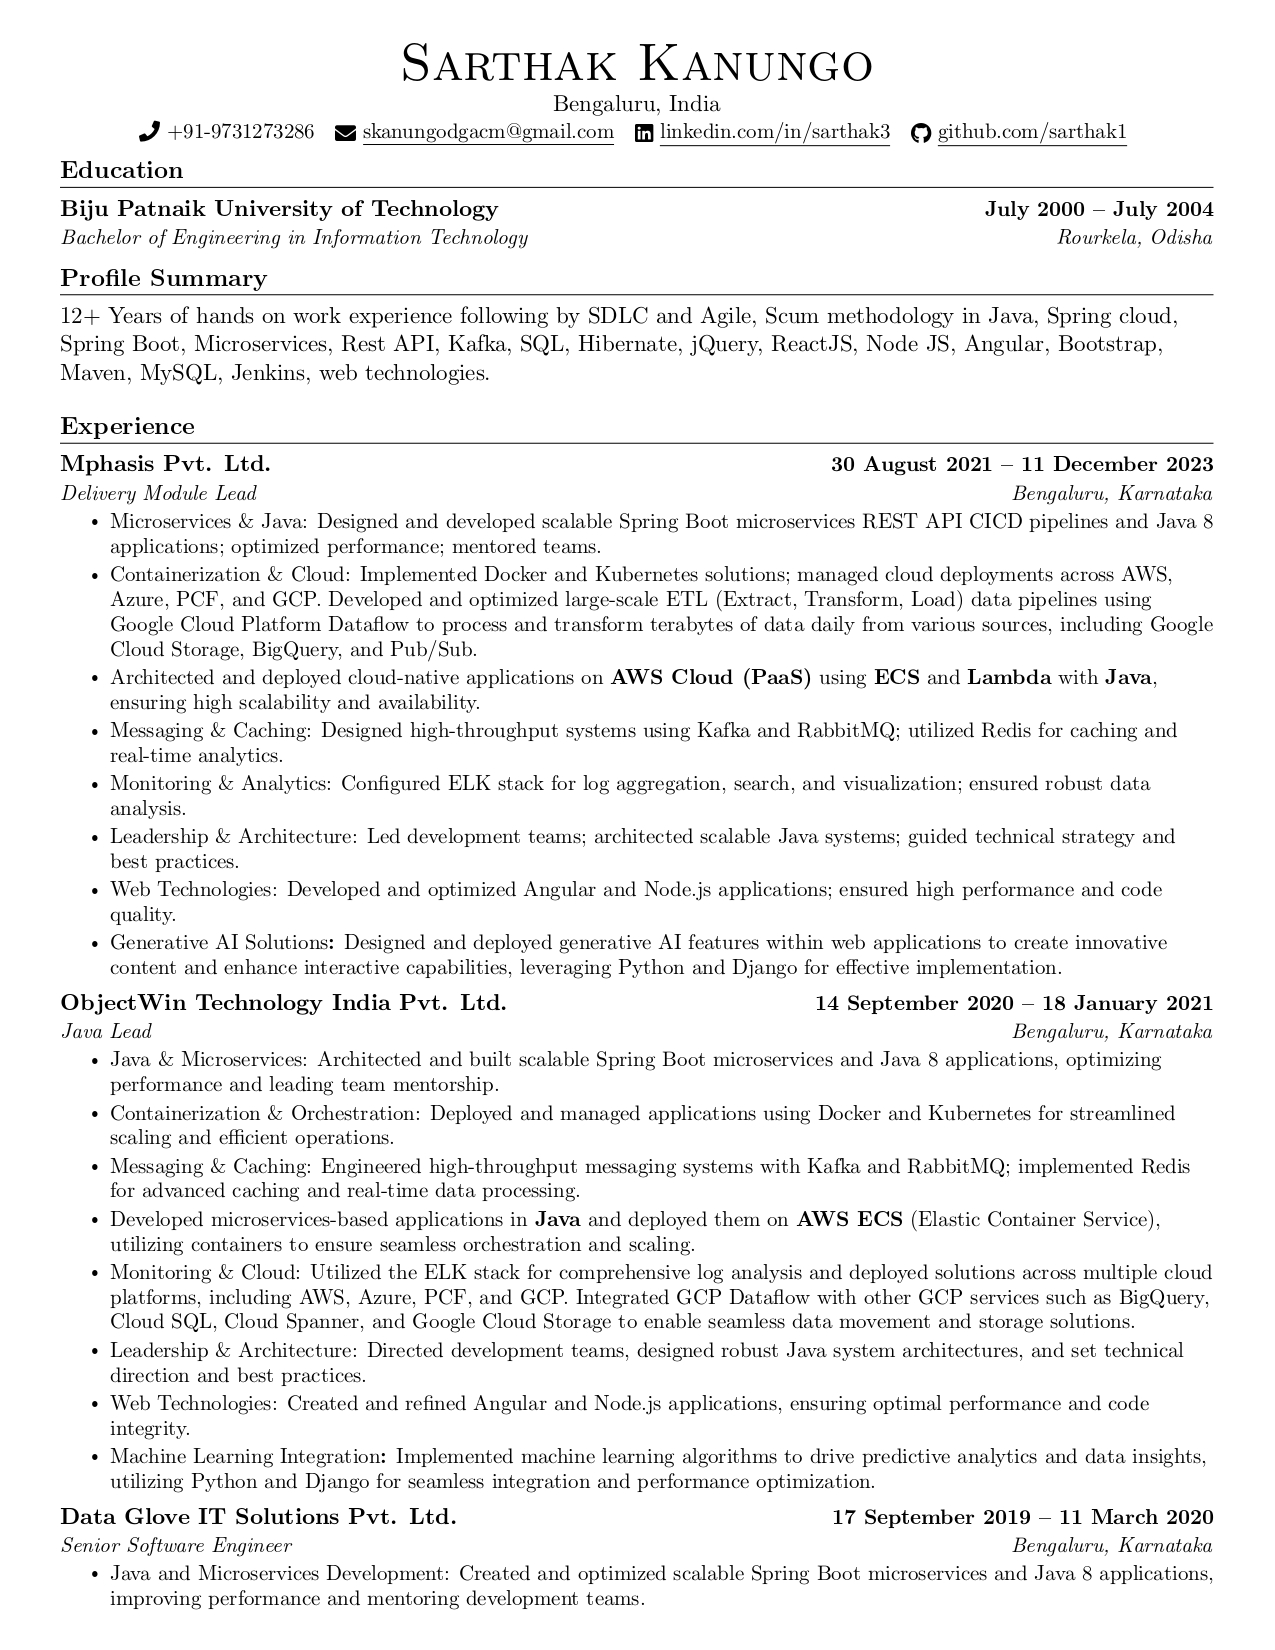 Sarthak Kanungo
Bengaluru, India
+91-9731273286 skanungodgacm@gmail.com linkedin.com/in/sarthak3 github.com/sarthak1
Education
Biju Patnaik University of Technology July 2000 – July 2004
Bachelor of Engineering in Information Technology Rourkela, Odisha
Profile Summary
12+ Years of hands on work experience following by SDLC and Agile, Scum methodology in Java, Spring cloud,
Spring Boot, Microservices, Rest API, Kafka, SQL, Hibernate, jQuery, ReactJS, Node JS, Angular, Bootstrap,
Maven, MySQL, Jenkins, web technologies.
Experience
Mphasis Pvt. Ltd. 30 August 2021 – 11 December 2023
Delivery Module Lead Bengaluru, Karnataka
• Microservices & Java: Designed and developed scalable Spring Boot microservices REST API CICD pipelines and Java 8
applications; optimized performance; mentored teams.
• Containerization & Cloud: Implemented Docker and Kubernetes solutions; managed cloud deployments across AWS,
Azure, PCF, and GCP. Developed and optimized large-scale ETL (Extract, Transform, Load) data pipelines using
Google Cloud Platform Dataflow to process and transform terabytes of data daily from various sources, including Google
Cloud Storage, BigQuery, and Pub/Sub.
• Architected and deployed cloud-native applications on AWS Cloud (PaaS) using ECS and Lambda with Java,
ensuring high scalability and availability.
• Messaging & Caching: Designed high-throughput systems using Kafka and RabbitMQ; utilized Redis for caching and
real-time analytics.
• Monitoring & Analytics: Configured ELK stack for log aggregation, search, and visualization; ensured robust data
analysis.
• Leadership & Architecture: Led development teams; architected scalable Java systems; guided technical strategy and
best practices.
• Web Technologies: Developed and optimized Angular and Node.js applications; ensured high performance and code
quality.
• Generative AI Solutions: Designed and deployed generative AI features within web applications to create innovative
content and enhance interactive capabilities, leveraging Python and Django for effective implementation.
ObjectWin Technology India Pvt. Ltd. 14 September 2020 – 18 January 2021
Java Lead Bengaluru, Karnataka
• Java & Microservices: Architected and built scalable Spring Boot microservices and Java 8 applications, optimizing
performance and leading team mentorship.
• Containerization & Orchestration: Deployed and managed applications using Docker and Kubernetes for streamlined
scaling and efficient operations.
• Messaging & Caching: Engineered high-throughput messaging systems with Kafka and RabbitMQ; implemented Redis
for advanced caching and real-time data processing.
• Developed microservices-based applications in Java and deployed them on AWS ECS (Elastic Container Service),
utilizing containers to ensure seamless orchestration and scaling.
• Monitoring & Cloud: Utilized the ELK stack for comprehensive log analysis and deployed solutions across multiple cloud
platforms, including AWS, Azure, PCF, and GCP. Integrated GCP Dataflow with other GCP services such as BigQuery,
Cloud SQL, Cloud Spanner, and Google Cloud Storage to enable seamless data movement and storage solutions.
• Leadership & Architecture: Directed development teams, designed robust Java system architectures, and set technical
direction and best practices.
• Web Technologies: Created and refined Angular and Node.js applications, ensuring optimal performance and code
integrity.
• Machine Learning Integration: Implemented machine learning algorithms to drive predictive analytics and data insights,
utilizing Python and Django for seamless integration and performance optimization.
Data Glove IT Solutions Pvt. Ltd. 17 September 2019 – 11 March 2020
Senior Software Engineer Bengaluru, Karnataka
• Java and Microservices Development: Created and optimized scalable Spring Boot microservices and Java 8 applications,
improving performance and mentoring development teams.